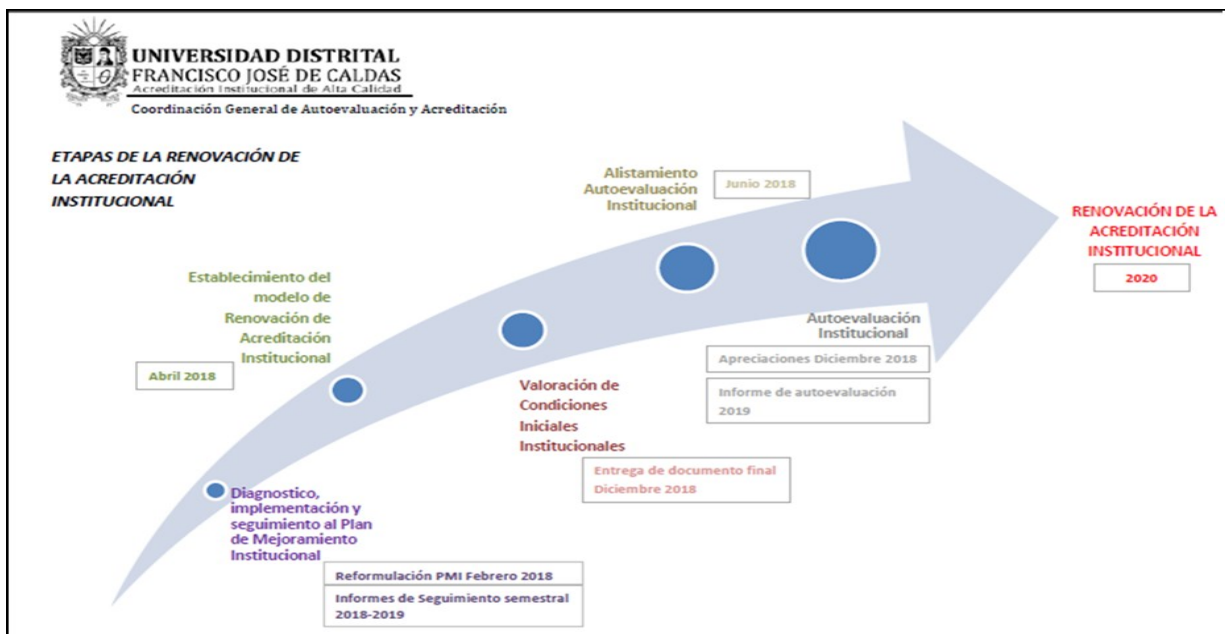 UNIVERSIDAD DISTRITAL
FRANCISCO JOSÉ DE CALDAS
Acreditación Institucional de Alta Calidad
Coordinación General de Autoevaluación y Acreditación
ETAPAS DE LA RENOVACIÓN DE
LA ACREDITACIÓN
INSTITUCIONAL
Alistamiento
Autoevaluación
Institucional
Junio 2018
RENOVACIÓN DE LA
ACREDITACIÓN
INSTITUCIONAL
2020
Establecimiento del
modelo de
Renovación de
Acreditación
Institucional
Abril 2018
Autoevaluación
Institucional
Apreciaciones Diciembre 2018
Informe de autoevaluación
2019
Valoración de
Condiciones
Iniciales
Institucionales
Entrega de documento final
Diciembre 2018
Diagnostico,
implementación y
seguimiento al Plan
de Mejoramiento
Institucional
Reformulación PMI Febrero 2018
Informes de Seguimiento semestral
2018-2019